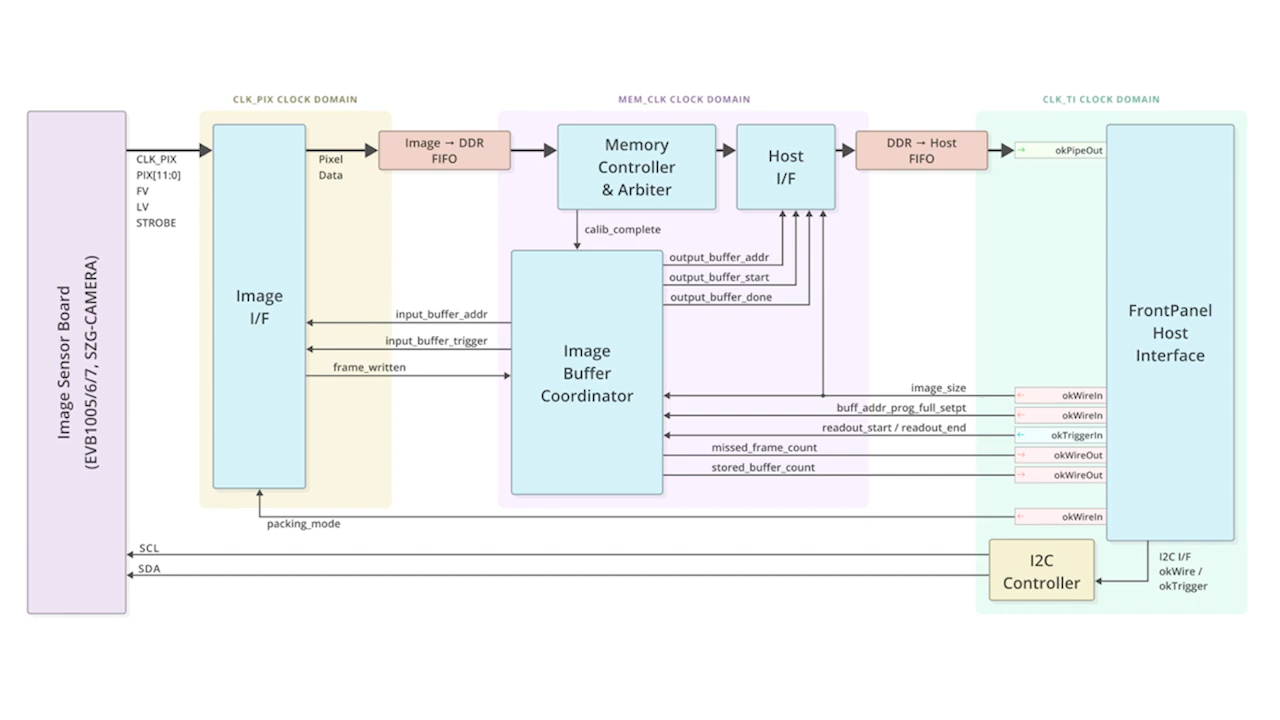 CLK_PIX CLOCK DOMAIN
MEM_CLK CLOCK DOMAIN
CLK_TI CLOCK DOMAIN
Image Sensor Board
(EVB1005/6/7, SZG-CAMERA)
CLK_PIX
PIX[11:0]
FV
LV
STROBE
Image
I/F
Pixel
Data
Image → DDR
FIFO
Memory
Controller
& Arbiter
Host
I/F
DDR → Host
FIFO
okPipeOut
calib_complete
output_buffer_addr
output_buffer_start
output_buffer_done
input_buffer_addr
input_buffer_trigger
frame_written
Image
Buffer
Coordinator
FrontPanel
Host
Interface
image_size
okWireIn
buff_addr_prog_full_setpt
okWireIn
readout_start / readout_end
okTriggerIn
missed_frame_count
okWireOut
stored_buffer_count
okWireOut
packing_mode
okWireIn
SCL
SDA
I2C
Controller
I2C I/F
okWire /
okTrigger